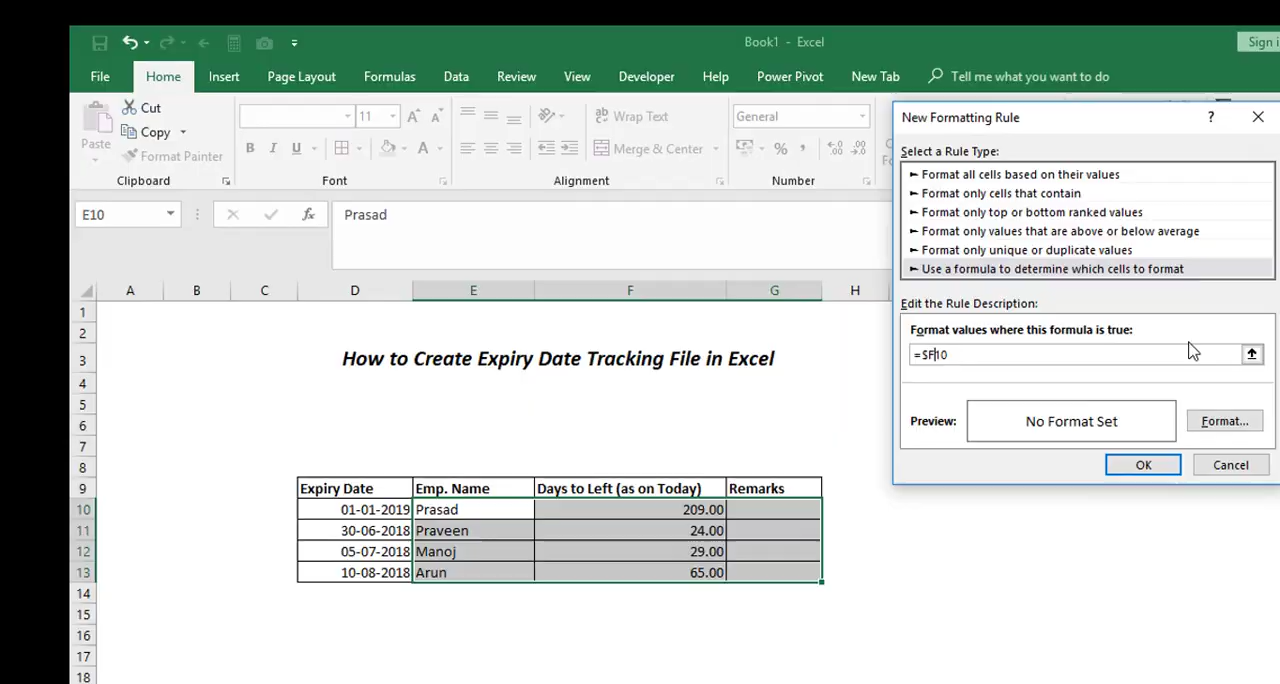 Book1 - Excel
Sign i
File Home Insert Page Layout Formulas Data Review View Developer Help Power Pivot New Tab Tell me what you want to do
Paste
Cut
Copy
Format Painter
11
B I U A
Wrap Text
Merge & Center
General
% ,
Clipboard Font Alignment Number
E10 fx Prasad
A B C D E F G H
1
2
3 How to Create Expiry Date Tracking File in Excel
4
5
6
7
8
9 Expiry Date Emp. Name Days to Left (as on Today) Remarks
10 01-01-2019 Prasad 209.00
11 30-06-2018 Praveen 24.00
12 05-07-2018 Manoj 29.00
13 10-08-2018 Arun 65.00
14
15
16
17
18
New Formatting Rule ? ×
Select a Rule Type:
► Format all cells based on their values
► Format only cells that contain
► Format only top or bottom ranked values
► Format only values that are above or below average
► Format only unique or duplicate values
► Use a formula to determine which cells to format
Edit the Rule Description:
Format values where this formula is true:
=$F10
Preview: No Format Set Format...
OK Cancel